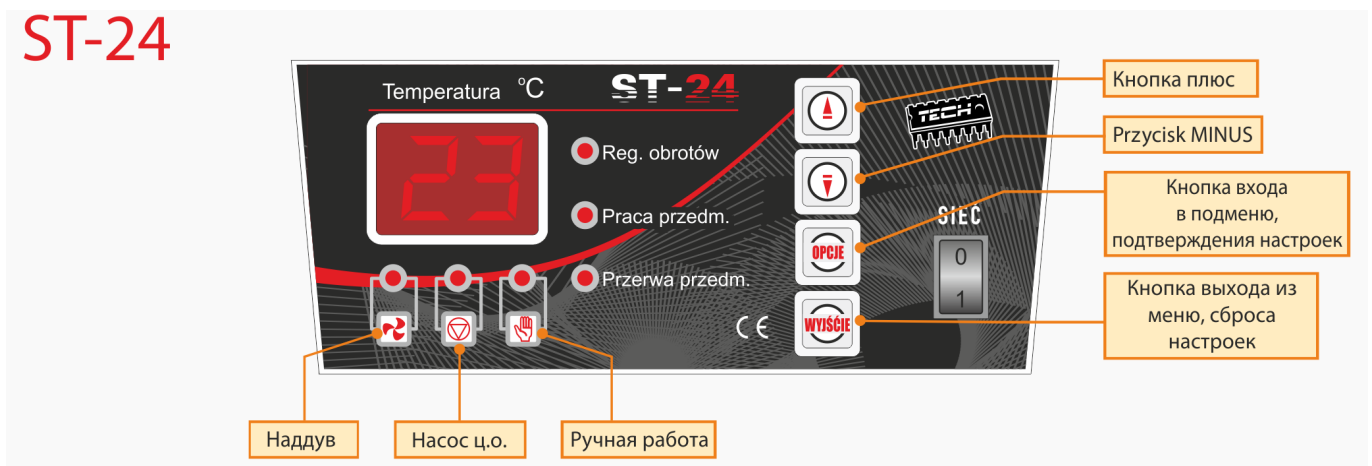 ST-24
Temperatura °C
ST-24
23
Reg. obrotów
Praca przedm.
Przerwa przedm.
OPCJE
WYJŚCIE
TECH
SIEĆ
0
1
CE
Кнопка плюс
Przycisk MINUS
Кнопка входа
в подменю,
подтверждения настроек
Кнопка выхода из
меню, сброса
настроек
Наддув
Насос ц.о.
Ручная работа